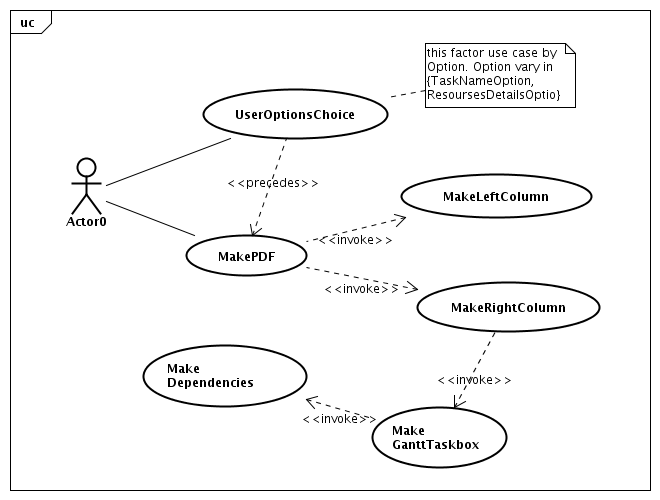 uc
this factor use case by
Option. Option vary in
{TaskNameOption,
ResoursesDetailsOptio}
UserOptionsChoice
<<precedes>>
MakeLeftColumn
Actor0
<<invoke>>
MakePDF
<<invoke>>
MakeRightColumn
Make
Dependencies
<<invoke>>
<<invoke>>
Make
GanttTaskbox